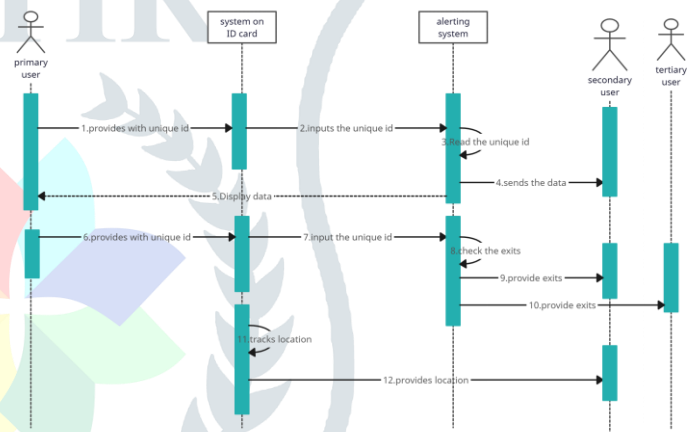 system on
ID card
alerting
system
primary
user
secondary
user
tertiary
user
1.provides with unique id
2.inputs the unique id
3.Read the unique id
4.sends the data
5.Display data
6.provides with unique id
7.input the unique id
8.check the exits
9.provide exits
10.provide exits
11.tracks location
12.provides location